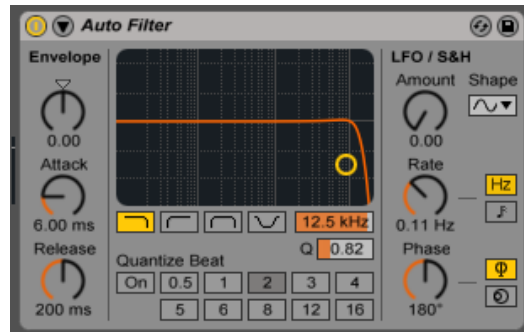 Auto Filter
Envelope
0.00
Attack
6.00 ms
Release
200 ms
12.5 kHz
Q 0.82
Quantize Beat
On 0.5 1 2 3 4
5 6 8 12 16
LFO / S&H
Amount Shape
0.00
Rate
Hz
0.11 Hz
Phase
Φ
180°